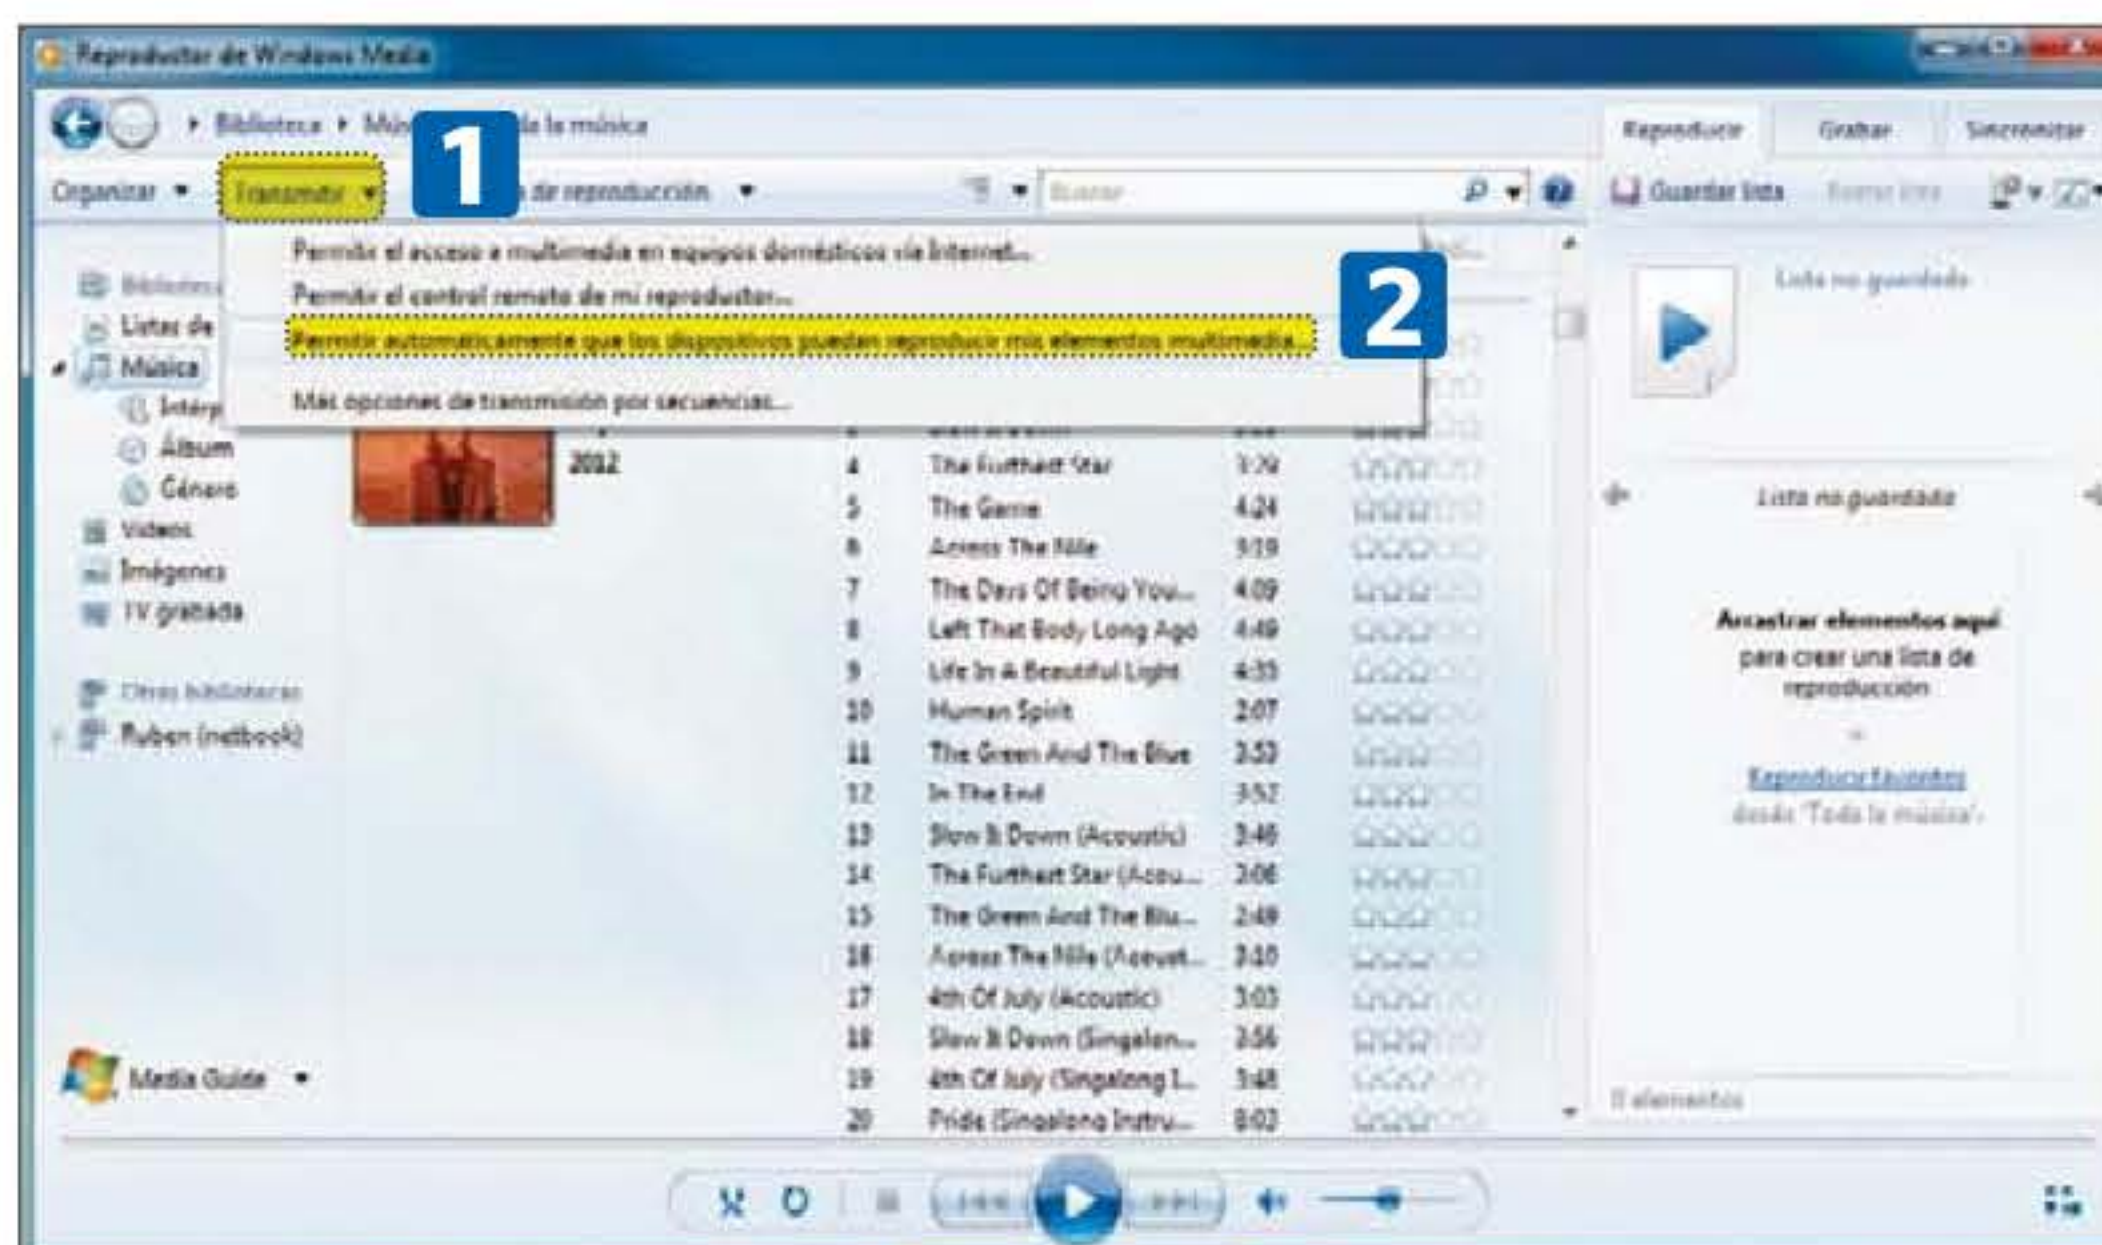 Reproductor de Windows Media
Biblioteca Mús 1 de la música
Reproducir Grabar Sincronizar
Organizar Transmitir de reproducción Buscar
Guardar lista
Permitir el acceso a multimedia en equipos domésticos vía Internet...
Permitir el control remoto de mi reproductor...
Permitir automáticamente que los dispositivos puedan reproducir mis elementos multimedia...
2
Más opciones de transmisión por secuencias...
Biblioteca
Listas de
Música
Intérp
Álbum
Género
Videos
Imágenes
TV grabada
Otras bibliotecas
Ruben (netbook)
Media Guide
2012
4 The Furthest Star 3:29
5 The Game 4:24
6 Across The Nile 3:19
7 The Days Of Being You... 4:09
8 Left That Body Long Ago 4:49
9 Life In A Beautiful Light 4:35
10 Human Spirit 2:07
11 The Green And The Blue 3:53
12 In The End 3:52
13 Slow It Down (Acoustic) 3:46
14 The Furthest Star (Acou... 3:06
15 The Green And The Blu... 2:49
16 Across The Nile (Acoust... 3:10
17 4th Of July (Acoustic) 3:03
18 Slow It Down (Singalon... 3:56
19 4th Of July (Singalong I... 3:48
20 Pride (Singalong Instru... 8:03
Lista no guardada
Lista no guardada
Arrastrar elementos aquí
para crear una lista de
reproducción
o
Reproducir favoritos
desde 'Toda la música'.
0 elementos